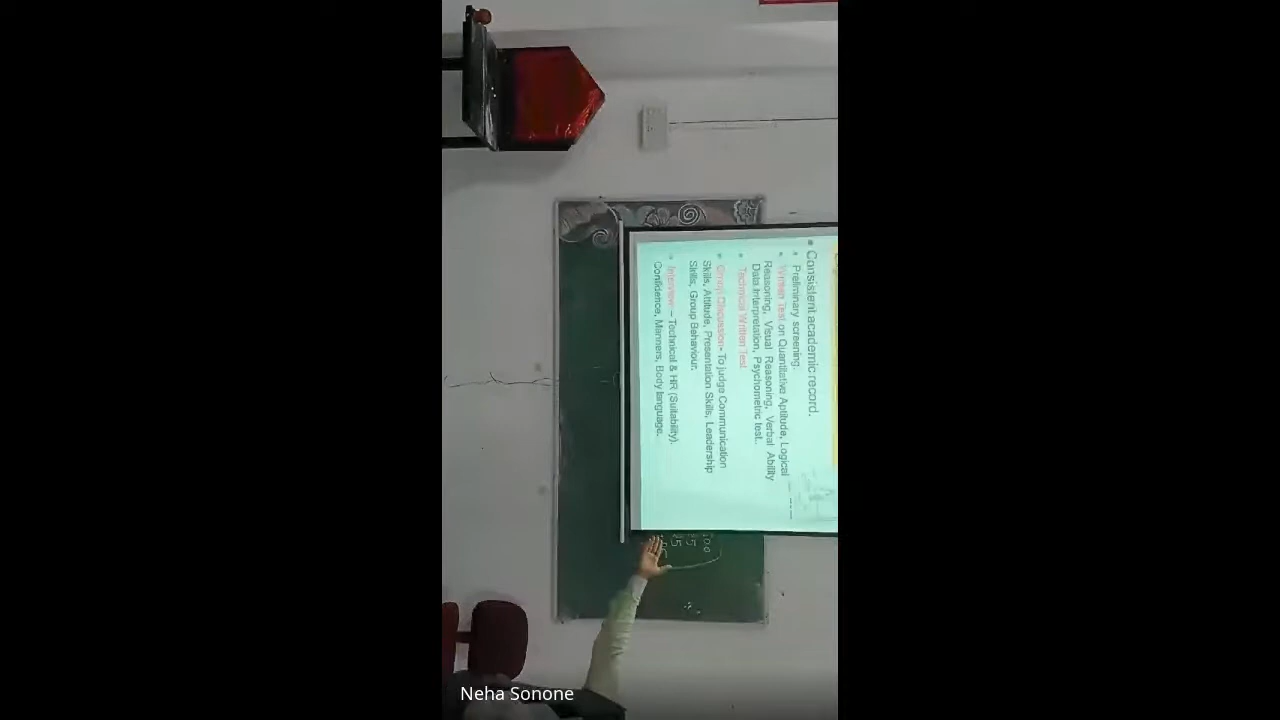 • Consistent academic record.
• Preliminary screening.
• Written Test on Quantitative Aptitude, Logical
Reasoning, Visual Reasoning, Verbal Ability
Data Interpretation, Psychometric test.
• Technical Written Test
• Group Discussion- To judge Communication
Skills, Attitude, Presentation Skills, Leadership
Skills, Group Behaviour.
• Interview – Technical & HR (Suitability).
Confidence, Manners, Body language.
Neha Sonone